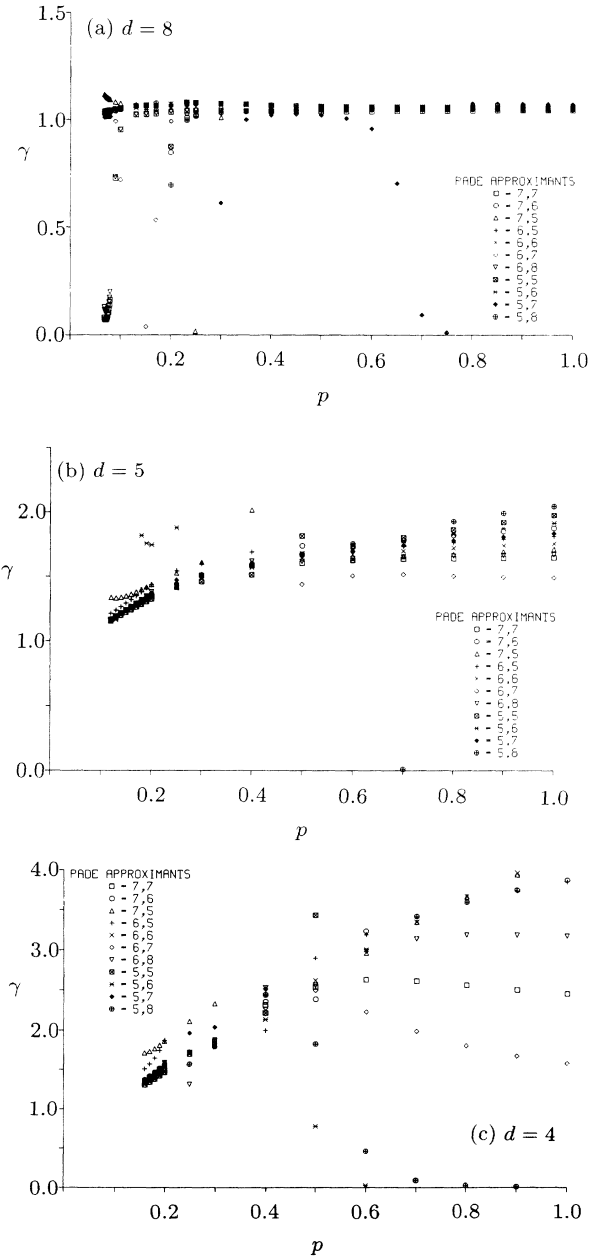 (a) d = 8
1.5
1.0
γ
0.5
0.0
PADE APPROXIMANTS
□ - 7,7
○ - 7,6
△ - 7,5
+ - 6,5
× - 6,6
◇ - 6,7
▽ - 6,8
⊠ - 5,5
* - 5,6
◆ - 5,7
⊕ - 5,8
0.2 0.4 0.6 0.8 1.0
p
(b) d = 5
2.0
γ
1.0
0.0
PADE APPROXIMANTS
□ - 7,7
○ - 7,6
△ - 7,5
+ - 6,5
× - 6,6
◇ - 6,7
▽ - 6,8
⊠ - 5,5
* - 5,6
◆ - 5,7
⊕ - 5,8
0.2 0.4 0.6 0.8 1.0
p
4.0
PADE APPROXIMANTS
□ - 7,7
○ - 7,6
△ - 7,5
+ - 6,5
× - 6,6
◇ - 6,7
▽ - 6,8
⊠ - 5,5
* - 5,6
◆ - 5,7
⊕ - 5,8
3.0
γ
2.0
1.0
(c) d = 4
0.0
0.2 0.4 0.6 0.8 1.0
p